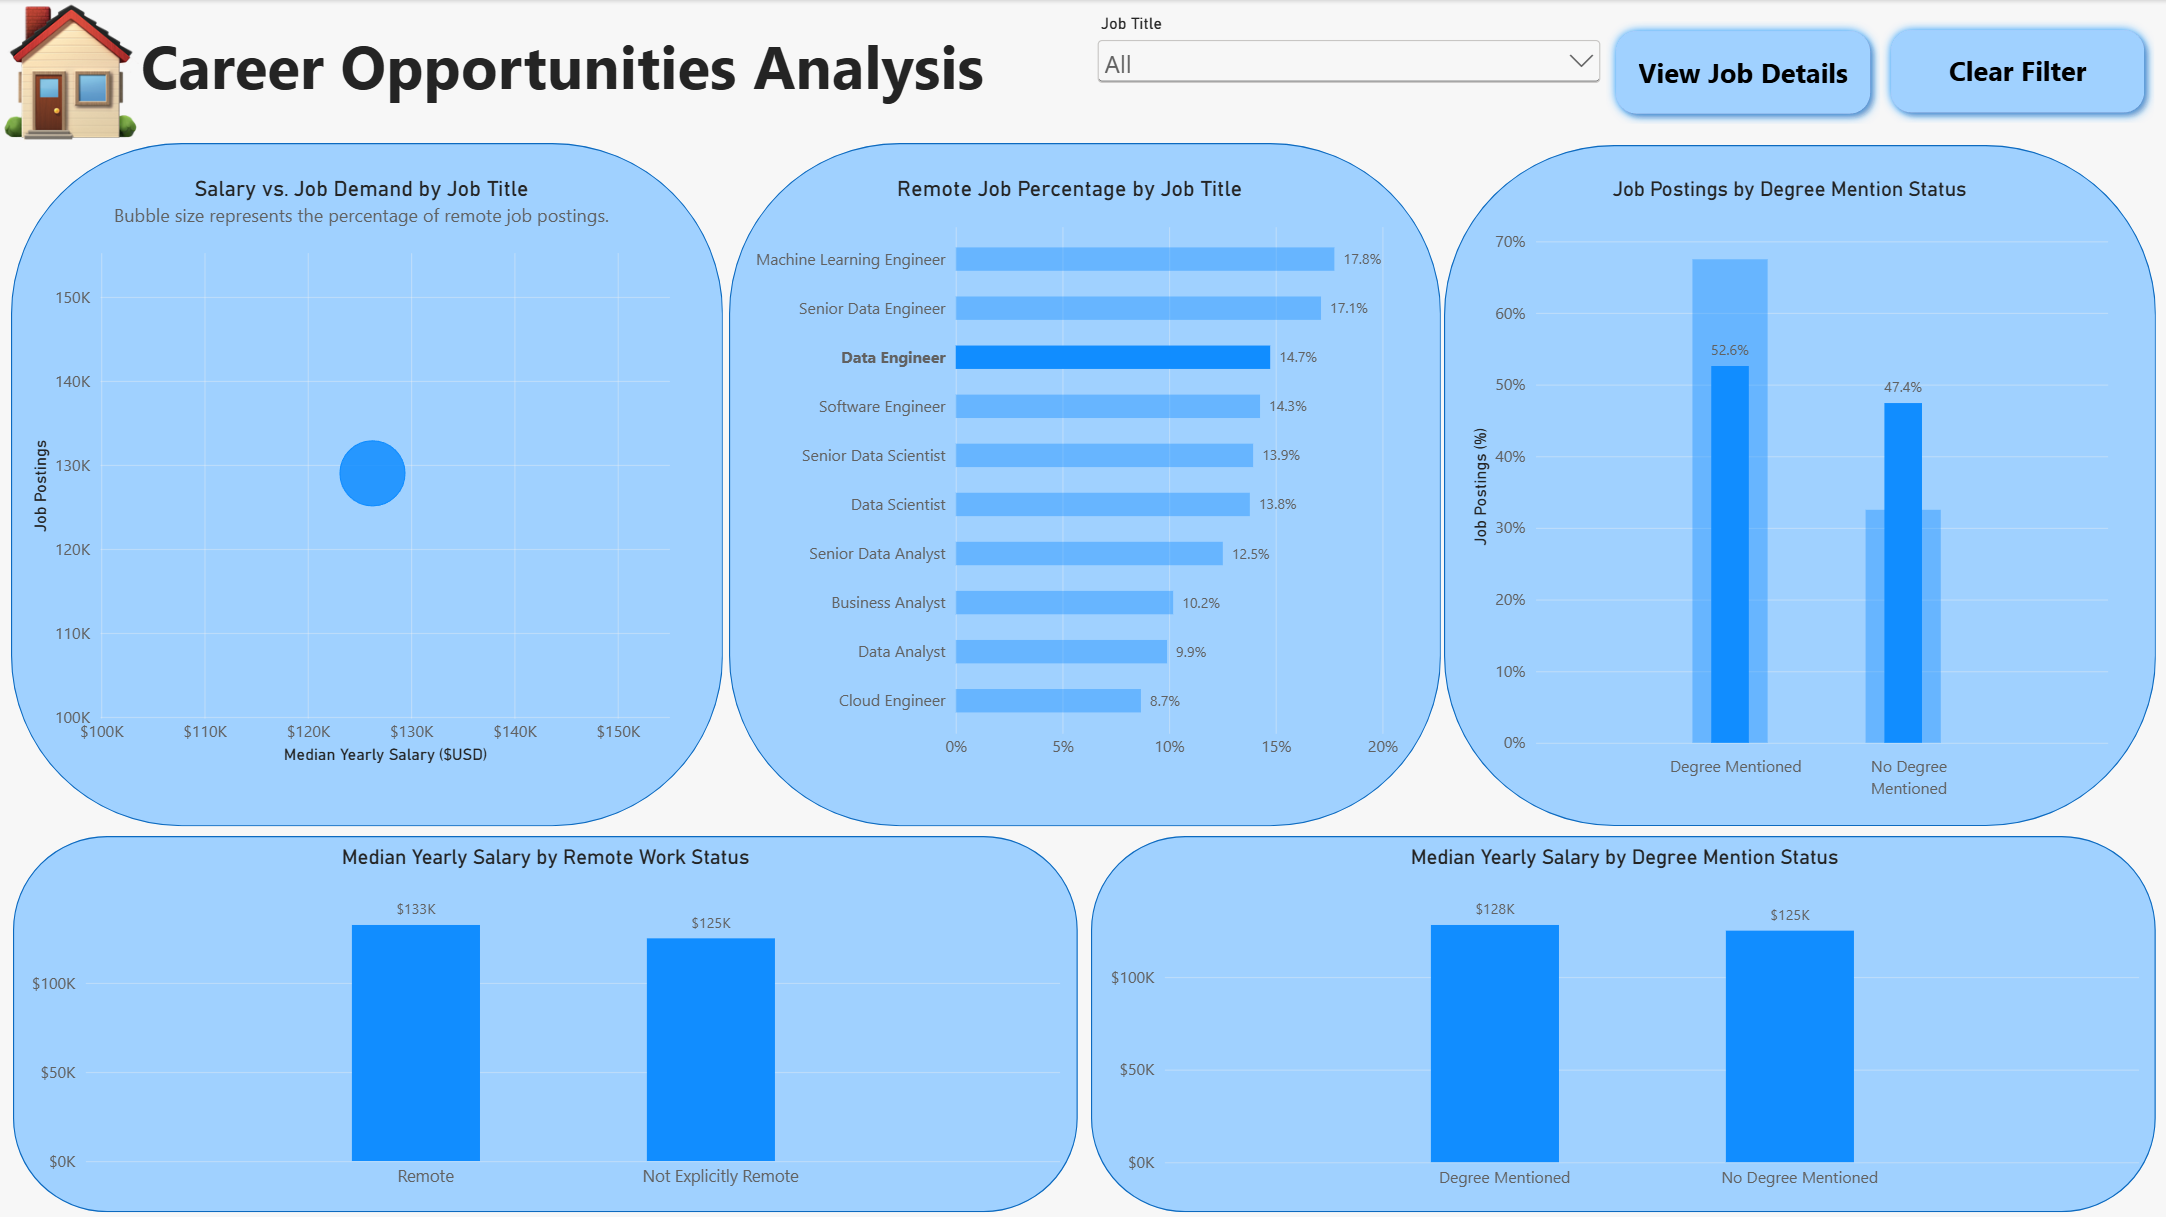 Career Opportunities Analysis
Job Title
All
View Job Details
Clear Filter
Salary vs. Job Demand by Job Title
Bubble size represents the percentage of remote job postings.
Job Postings
150K
140K
130K
120K
110K
100K
$100K
$110K
$120K
$130K
$140K
$150K
Median Yearly Salary ($USD)
Remote Job Percentage by Job Title
Machine Learning Engineer 17.8%
Senior Data Engineer 17.1%
Data Engineer 14.7%
Software Engineer 14.3%
Senior Data Scientist 13.9%
Data Scientist 13.8%
Senior Data Analyst 12.5%
Business Analyst 10.2%
Data Analyst 9.9%
Cloud Engineer 8.7%
0% 5% 10% 15% 20%
Job Postings by Degree Mention Status
Job Postings (%)
70%
60%
50%
40%
30%
20%
10%
0%
52.6%
47.4%
Degree Mentioned
No Degree
Mentioned
Median Yearly Salary by Remote Work Status
$133K
$125K
$100K
$50K
$0K
Remote
Not Explicitly Remote
Median Yearly Salary by Degree Mention Status
$128K
$125K
$100K
$50K
$0K
Degree Mentioned
No Degree Mentioned